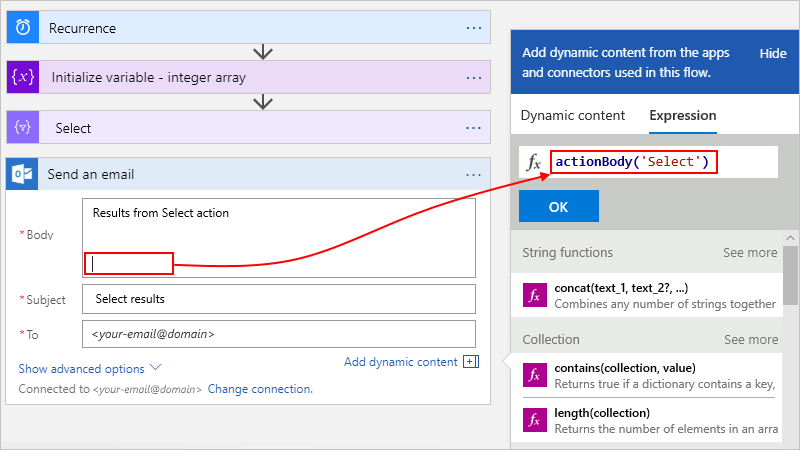 Recurrence
...
{x}
Initialize variable - integer array
...
Select
...
Send an email
...
Results from Select action
* Body
* Subject
Select results
* To
<your-email@domain>
Show advanced options
Add dynamic content
Connected to <your-email@domain> Change connection.
Add dynamic content from the apps
and connectors used in this flow.
Hide
Dynamic content
Expression
fx
actionBody('Select')
OK
String functions
See more
fx
concat(text_1, text_2?, ...)
Combines any number of strings together
Collection
See more
fx
contains(collection, value)
Returns true if a dictionary contains a key,
fx
length(collection)
Returns the number of elements in an arra